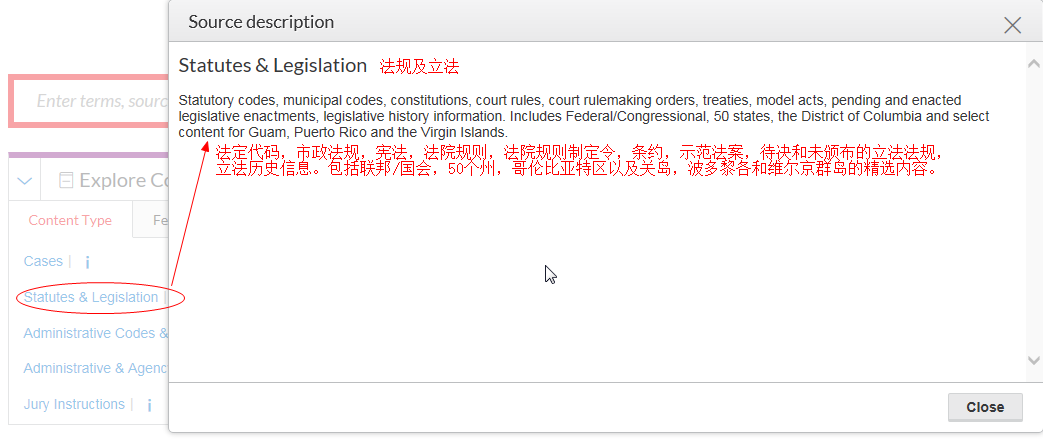 Source description
Statutes & Legislation 法规及立法
Statutory codes, municipal codes, constitutions, court rules, court rulemaking orders, treaties, model acts, pending and enacted
legislative enactments, legislative history information. Includes Federal/Congressional, 50 states, the District of Columbia and select
content for Guam, Puerto Rico and the Virgin Islands.
法定代码，市政法规，宪法，法院规则，法院规则制定令，条约，示范法案，待决和未颁布的立法法规，
立法历史信息。包括联邦/国会，50个州，哥伦比亚特区以及关岛，波多黎各和维尔京群岛的精选内容。
Enter terms, sourc
Explore Co
Content Type Fe
Cases
Statutes & Legislation
Administrative Codes &
Administrative & Agenc
Jury Instructions
Close